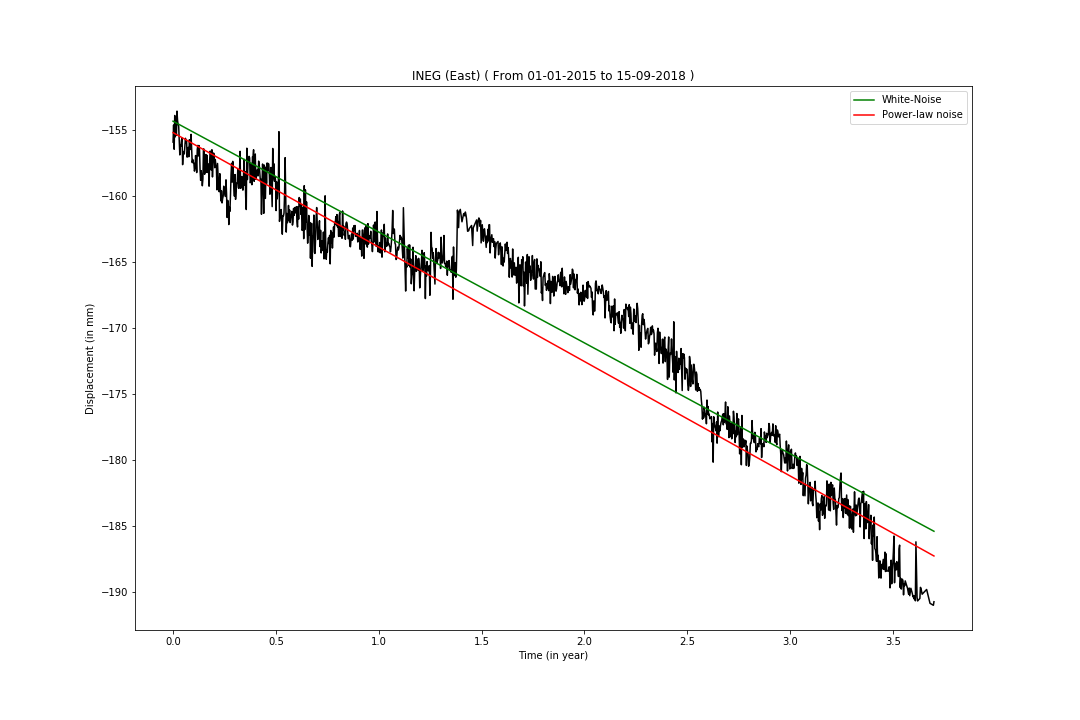 INEG (East) ( From 01-01-2015 to 15-09-2018 )
White-Noise
Power-law noise
Displacement (in mm)
−155
−160
−165
−170
−175
−180
−185
−190
0.0 0.5 1.0 1.5 2.0 2.5 3.0 3.5
Time (in year)